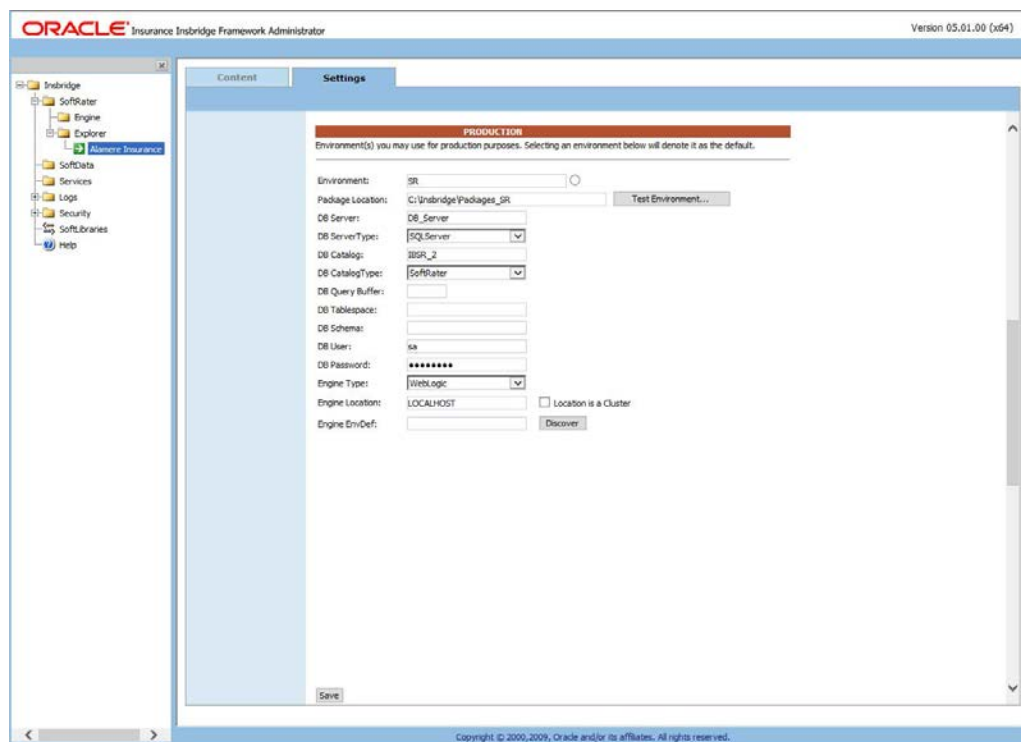 ORACLE Insurance Insbridge Framework Administrator
Version 05.01.00 (x64)
Insbridge
SoftRater
Engine
Explorer
Alamere Insurance
SoftData
Services
Logs
Security
SoftLibraries
Help
Content
Settings
PRODUCTION
Environment(s) you may use for production purposes. Selecting an environment below will denote it as the default.
Environment: SR
Package Location: C:\Insbridge\Packages_SR Test Environment...
DB Server: DB_Server
DB ServerType: SQLServer
DB Catalog: IBSR_2
DB CatalogType: SoftRater
DB Query Buffer:
DB Tablespace:
DB Schema:
DB User: sa
DB Password: ●●●●●●●●
Engine Type: WebLogic
Engine Location: LOCALHOST Location is a Cluster
Engine EnvDef: Discover
Save
Copyright © 2000,2009, Oracle and/or its affiliates. All rights reserved.